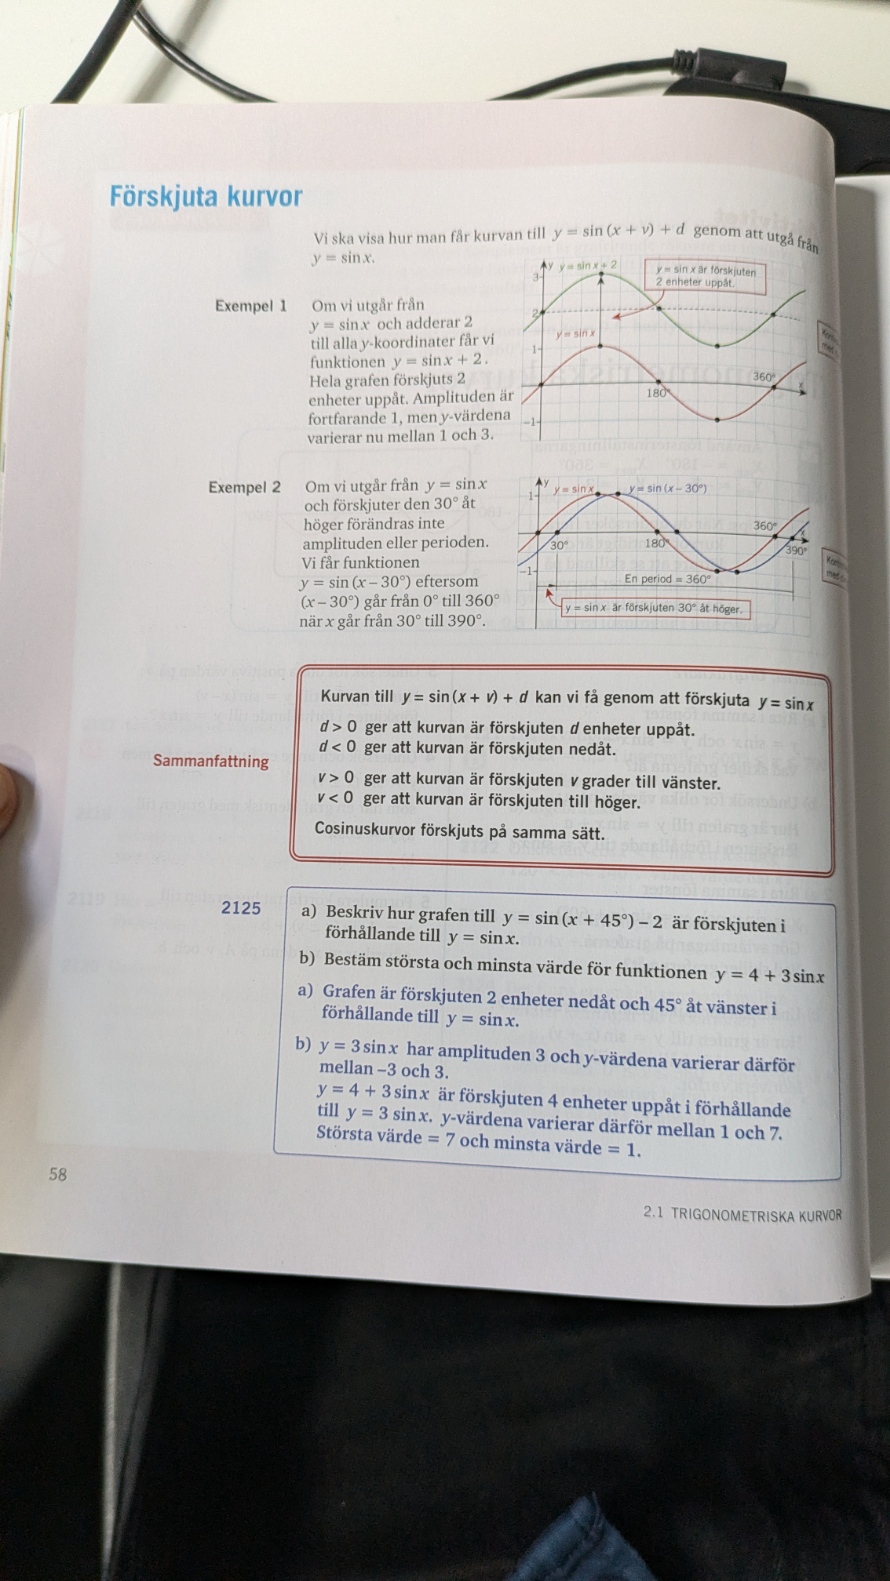 Förskjuta kurvor
Vi ska visa hur man får kurvan till y = sin (x + v) + d genom att utgå från
y = sin x.
Exempel 1
Om vi utgår från
y = sin x och adderar 2
till alla y-koordinater får vi
funktionen y = sin x + 2.
Hela grafen förskjuts 2
enheter uppåt. Amplituden är
fortfarande 1, men y-värdena
varierar nu mellan 1 och 3.
y
y = sin x + 2
y = sin x är förskjuten
2 enheter uppåt.
3
2
y = sin x
1
360°
x
180°
−1
Exempel 2
Om vi utgår från y = sin x
och förskjuter den 30° åt
höger förändras inte
amplituden eller perioden.
Vi får funktionen
y = sin (x − 30°) eftersom
(x − 30°) går från 0° till 360°
när x går från 30° till 390°.
y
1
y = sin x
y = sin (x − 30°)
360°
x
30°
180°
390°
−1
En period = 360°
y = sin x är förskjuten 30° åt höger.
Sammanfattning
Kurvan till y = sin (x + v) + d kan vi få genom att förskjuta y = sin x
d > 0 ger att kurvan är förskjuten d enheter uppåt.
d < 0 ger att kurvan är förskjuten nedåt.
v > 0 ger att kurvan är förskjuten v grader till vänster.
v < 0 ger att kurvan är förskjuten till höger.
Cosinuskurvor förskjuts på samma sätt.
2125
a) Beskriv hur grafen till y = sin (x + 45°) − 2 är förskjuten i
förhållande till y = sin x.
b) Bestäm största och minsta värde för funktionen y = 4 + 3 sin x
a) Grafen är förskjuten 2 enheter nedåt och 45° åt vänster i
förhållande till y = sin x.
b) y = 3 sin x har amplituden 3 och y-värdena varierar därför
mellan −3 och 3.
y = 4 + 3 sin x är förskjuten 4 enheter uppåt i förhållande
till y = 3 sin x. y-värdena varierar därför mellan 1 och 7.
Största värde = 7 och minsta värde = 1.
58
2.1 TRIGONOMETRISKA KURVOR